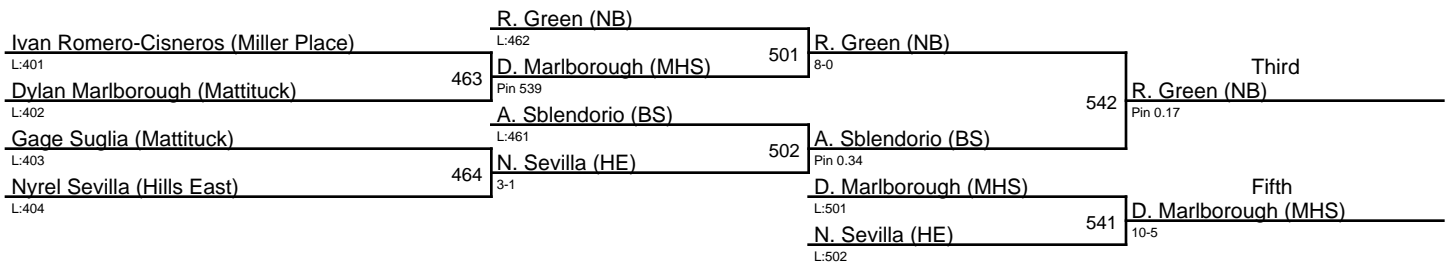 Ivan Romero-Cisneros (Miller Place)
L:401
463
Dylan Marlborough (Mattituck)
L:402
Gage Suglia (Mattituck)
L:403
464
Nyrel Sevilla (Hills East)
L:404
R. Green (NB)
L:462
501
D. Marlborough (MHS)
Pin 539
A. Sblendorio (BS)
L:461
502
N. Sevilla (HE)
3-1
R. Green (NB)
8-0
542
A. Sblendorio (BS)
Pin 0.34
D. Marlborough (MHS)
L:501
541
N. Sevilla (HE)
L:502
Third
R. Green (NB)
Pin 0.17
Fifth
D. Marlborough (MHS)
10-5